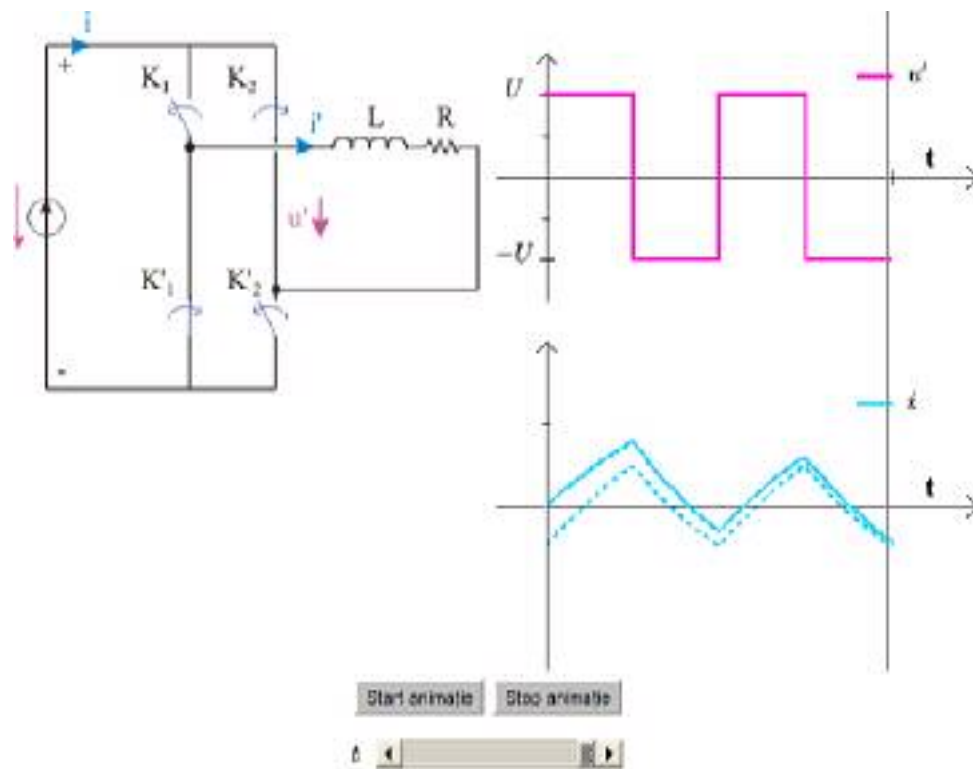 i
+
K₁
K₂
i'
L
R
u'
K'₁
K'₂
-
U
-U
u'
t
i
t
Start animatie
Stop animatie
t